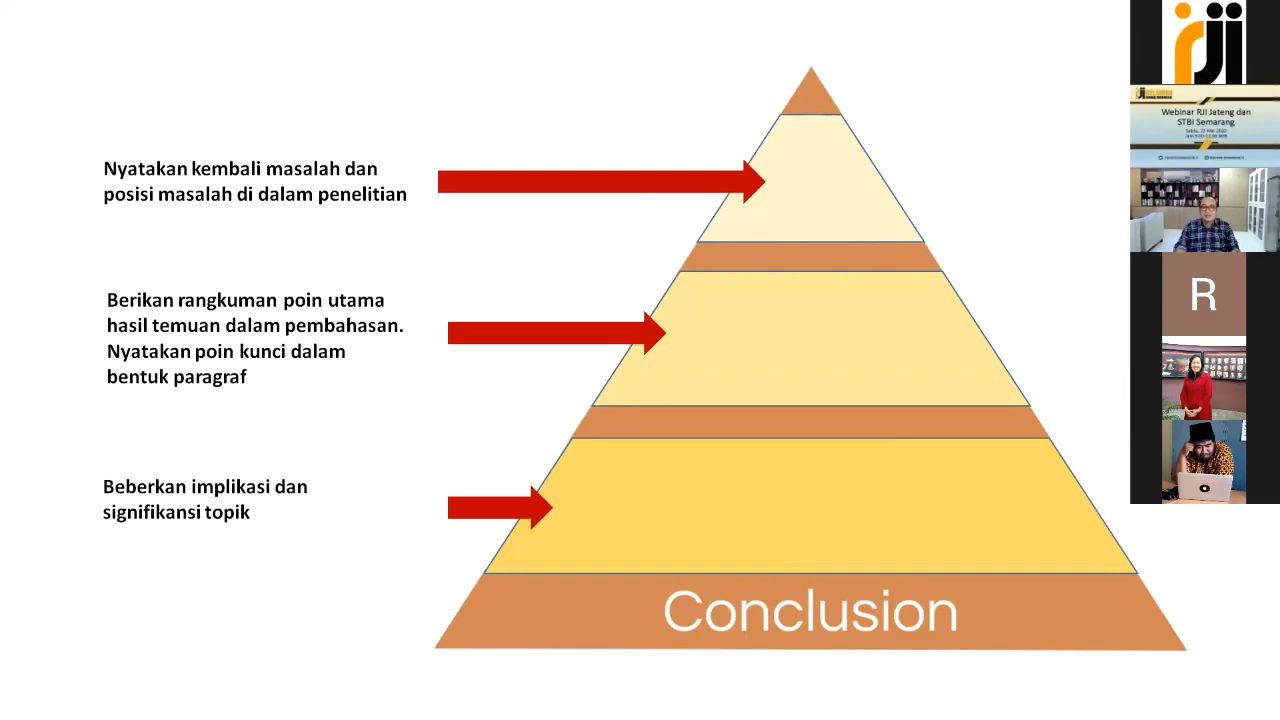 Nyatakan kembali masalah dan
posisi masalah di dalam penelitian
Berikan rangkuman poin utama
hasil temuan dalam pembahasan.
Nyatakan poin kunci dalam
bentuk paragraf
Beberkan implikasi dan
signifikansi topik
Conclusion
rji
Webinar RJI Jateng dan
STBI Semarang
R